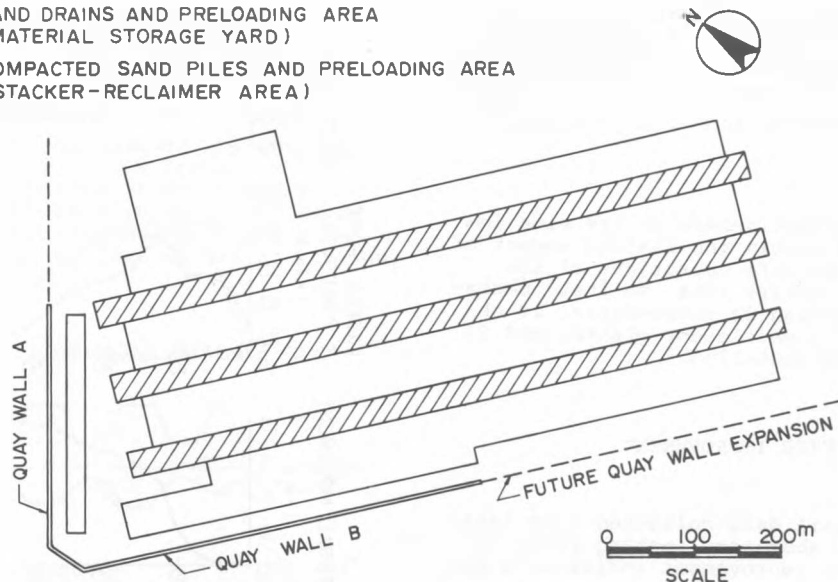 AND DRAINS AND PRELOADING AREA
MATERIAL STORAGE YARD)
OMPACTED SAND PILES AND PRELOADING AREA
STACKER-RECLAIMER AREA)
N
QUAY WALL A
QUAY WALL B
FUTURE QUAY WALL EXPANSION
0 100 200 m
SCALE